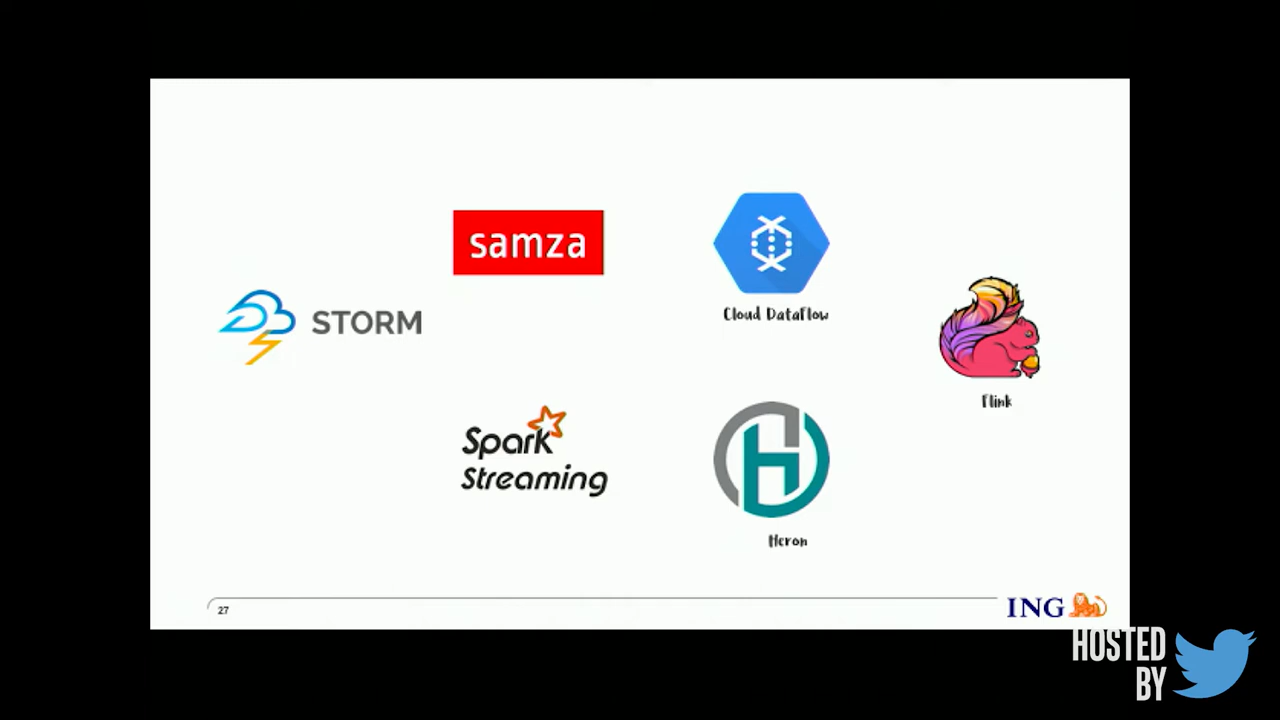 samza
Cloud DataFlow
STORM
Flink
Spark
Streaming
Heron
27
ING
HOSTED
BY